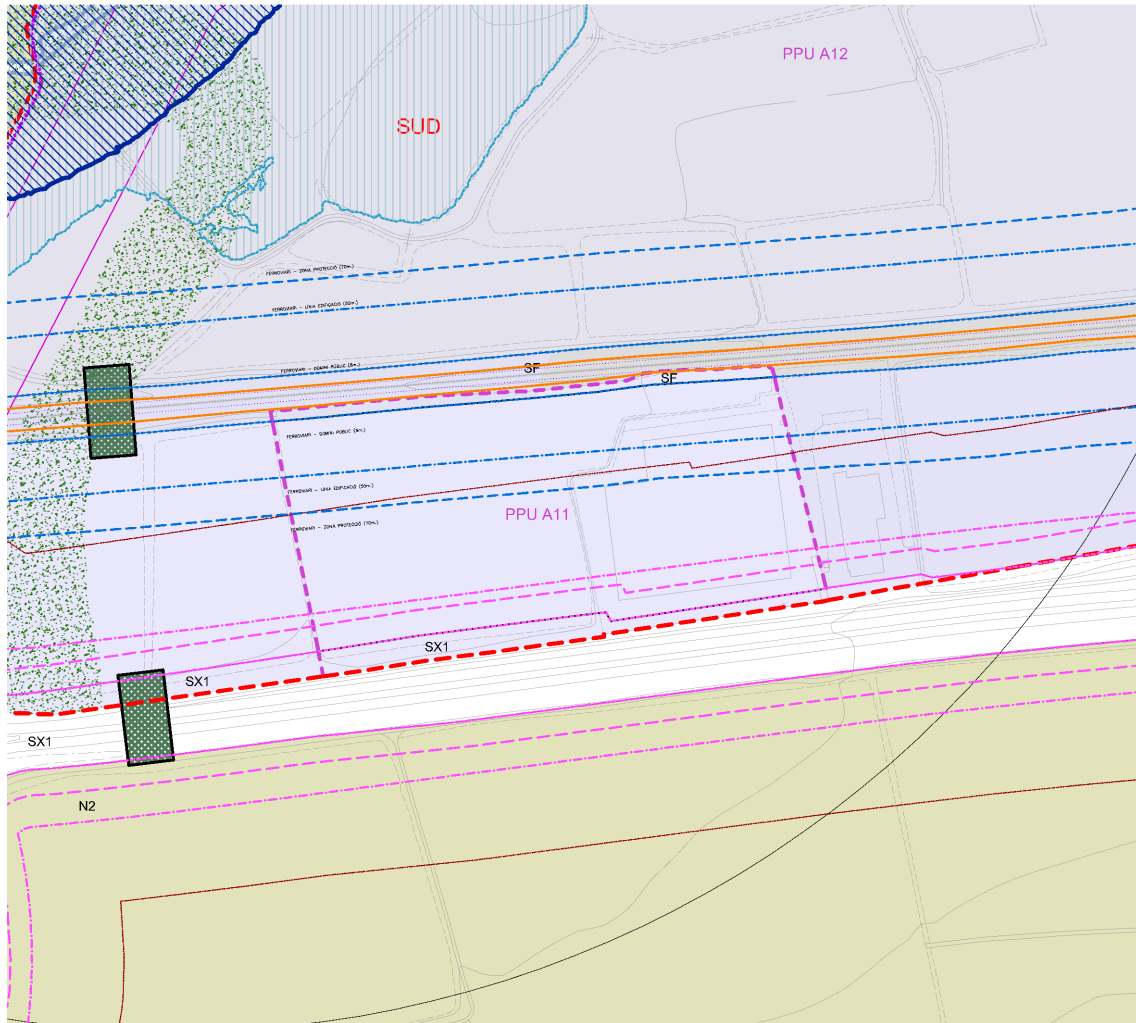 PPU A12
SUD
FERROVIARI - ZONA PROTECCIÓ (70m.)
FERROVIARI - LINIA EDIFICACIÓ (50m.)
FERROVIARI - DOMINI PÚBLIC (8m.)
SF
SF
FERROVIARI - DOMINI PÚBLIC (8m.)
FERROVIARI - LINIA EDIFICACIÓ (50m.)
PPU A11
FERROVIARI - ZONA PROTECCIÓ (70m.)
SX1
SX1
SX1
N2